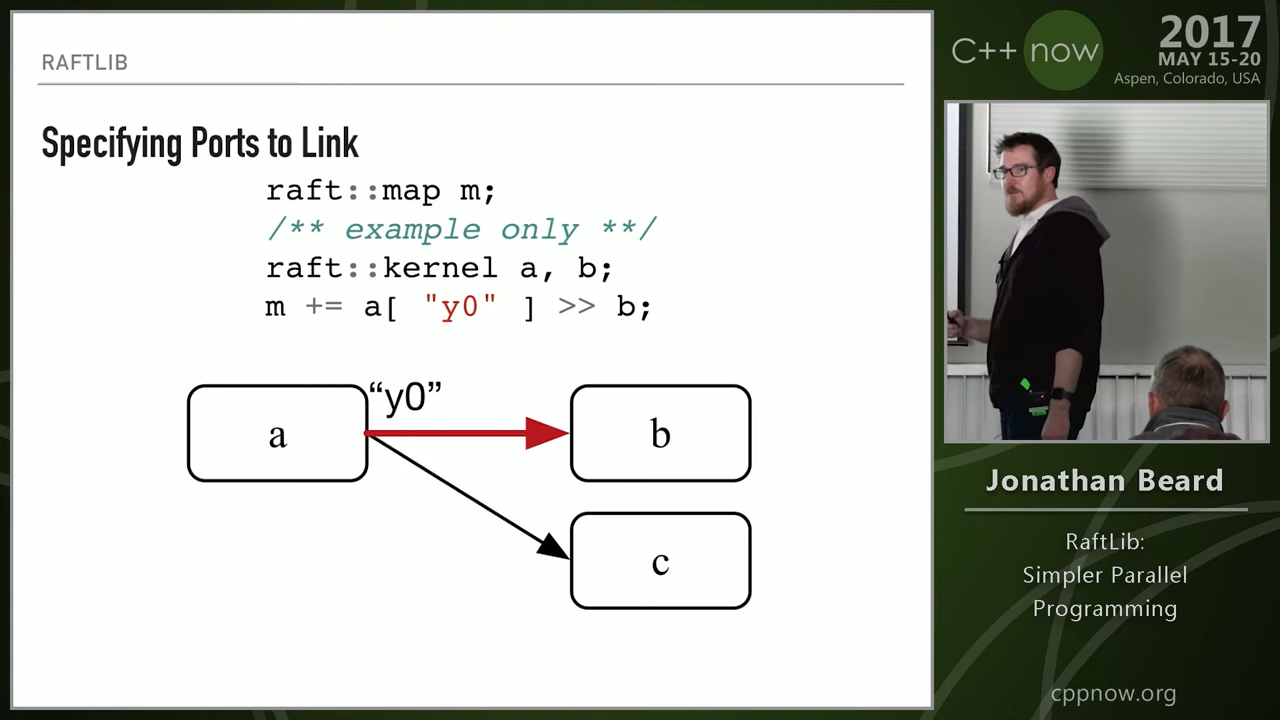 RAFTLIB
Specifying Ports to Link
raft::map m;
/** example only **/
raft::kernel a, b;
m += a[ "y0" ] >> b;
“y0”
a
b
c
C++ now
2017
MAY 15-20
Aspen, Colorado, USA
Jonathan Beard
RaftLib:
Simpler Parallel
Programming
cppnow.org